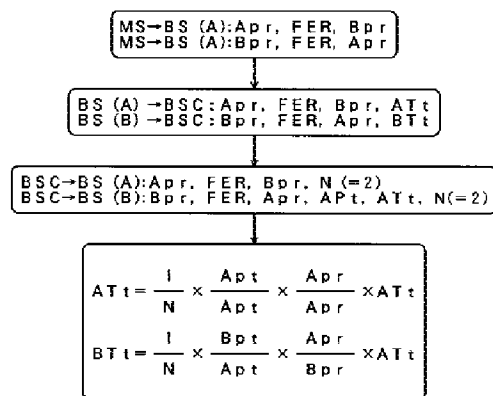 MS→BS (A):Apr, FER, Bpr
MS→BS (A):Bpr, FER, Apr
BS (A) →BSC:Apr, FER, Bpr, ATt
BS (B) →BSC:Bpr, FER, Apr, BTt
BSC→BS (A):Apr, FER, Bpr, N (=2)
BSC→BS (B):Bpr, FER, Apr, APt, ATt, N(=2)
ATt = 1/N × Apt/Apt × Apr/Apr ×ATt
BTt = 1/N × Bpt/Apt × Apr/Bpr ×ATt